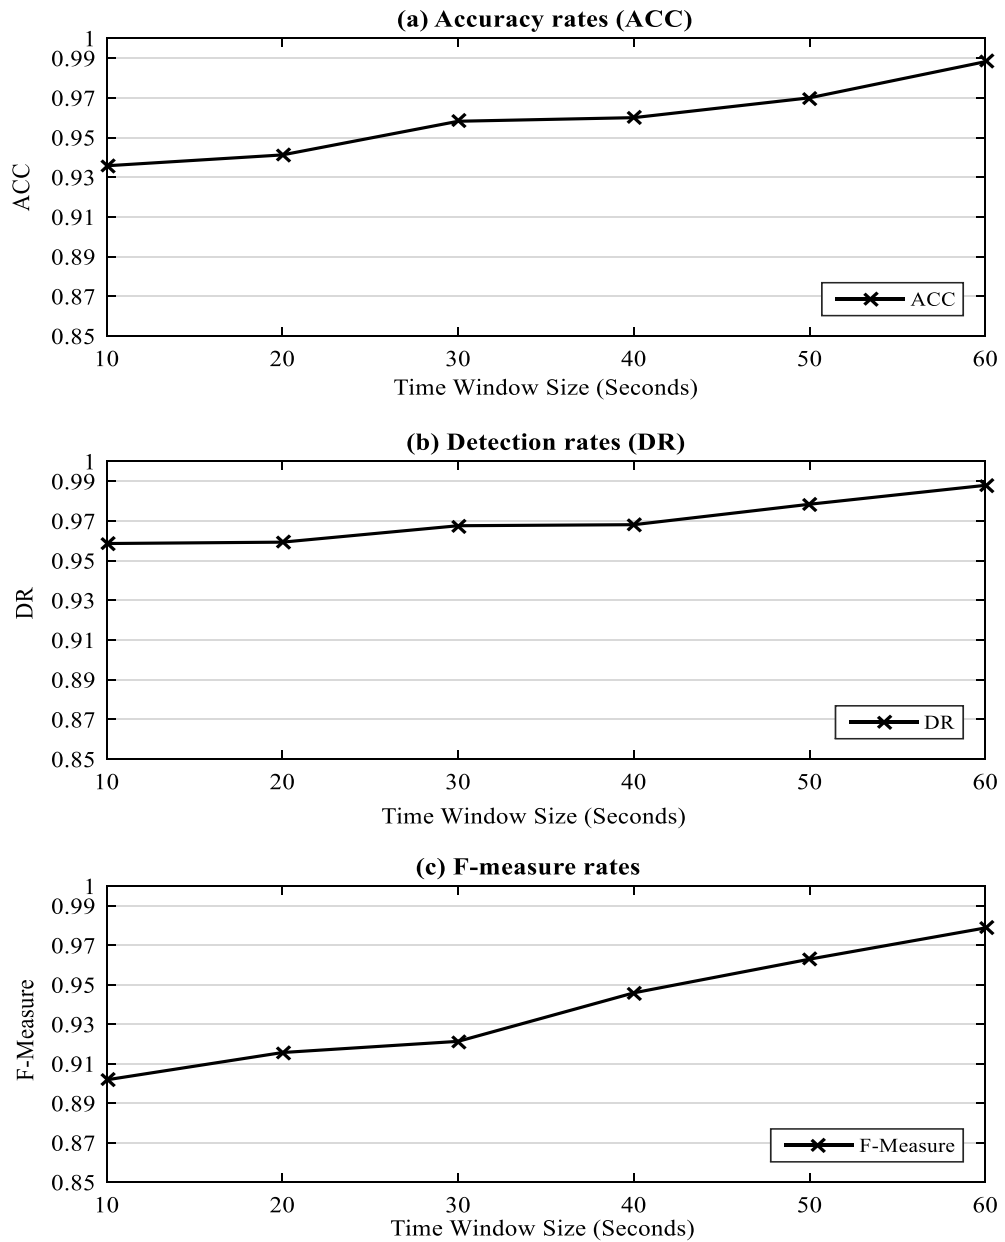 (a) Accuracy rates (ACC)
1
0.99
0.97
0.95
0.93
0.91
0.89
0.87
0.85
ACC
ACC
10 20 30 40 50 60
Time Window Size (Seconds)
(b) Detection rates (DR)
1
0.99
0.97
0.95
0.93
0.91
0.89
0.87
0.85
DR
DR
10 20 30 40 50 60
Time Window Size (Seconds)
(c) F-measure rates
1
0.99
0.97
0.95
0.93
0.91
0.89
0.87
0.85
F-Measure
F-Measure
10 20 30 40 50 60
Time Window Size (Seconds)